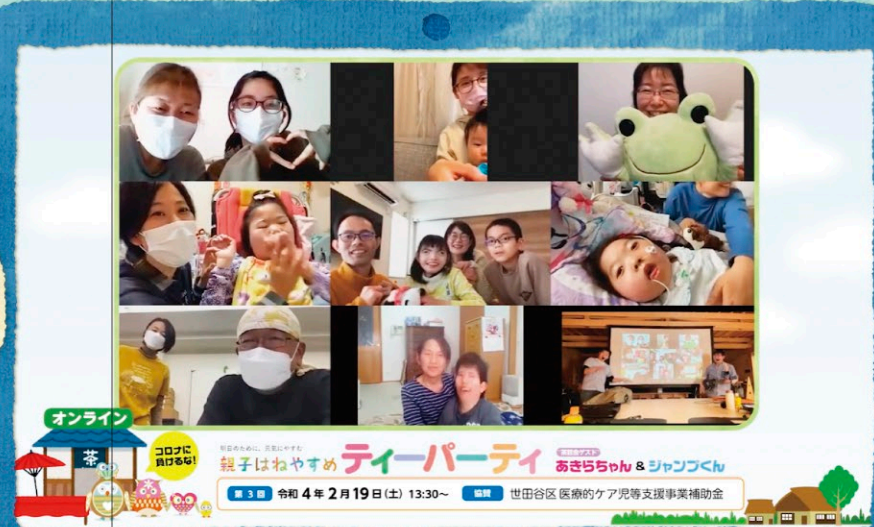 オンライン
茶
コロナに
負けるな!
明日のために、元気にやすむ
親子はねやすめ ティーパーティ
あきらちゃん & ジャンプくん
第3回 令和4年2月19日(土) 13:30〜 協賛 世田谷区 医療的ケア児等支援事業補助金